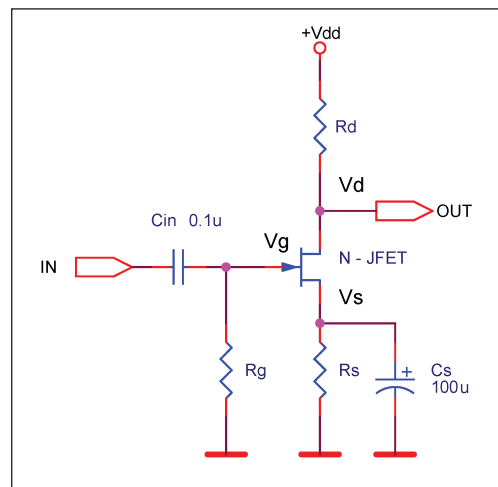 +Vdd
Rd
Vd
OUT
Cin 0.1u
Vg
N - JFET
IN
Vs
Rg
Rs
+
Cs
100u